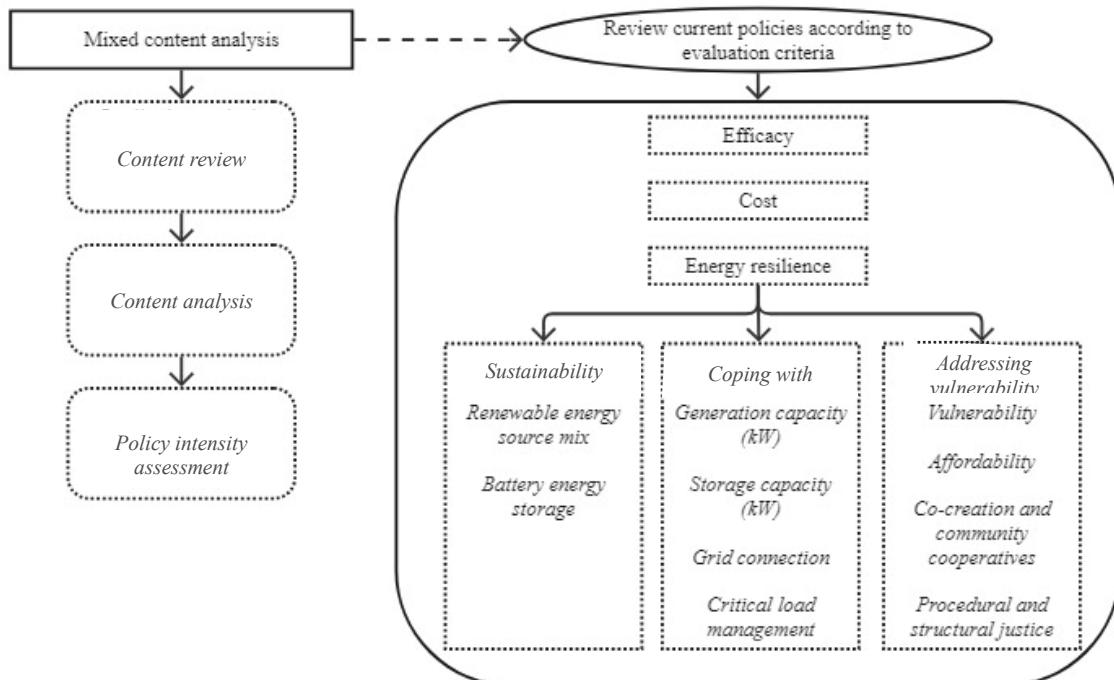 Mixed content analysis
Review current policies according to
evaluation criteria
Content review
Content analysis
Policy intensity
assessment
Efficacy
Cost
Energy resilience
Sustainability
Renewable energy
source mix
Battery energy
storage
Coping with
Generation capacity
(kW)
Storage capacity
(kW)
Grid connection
Critical load
management
Addressing
vulnerability
Vulnerability
Affordability
Co-creation and
community
cooperatives
Procedural and
structural justice